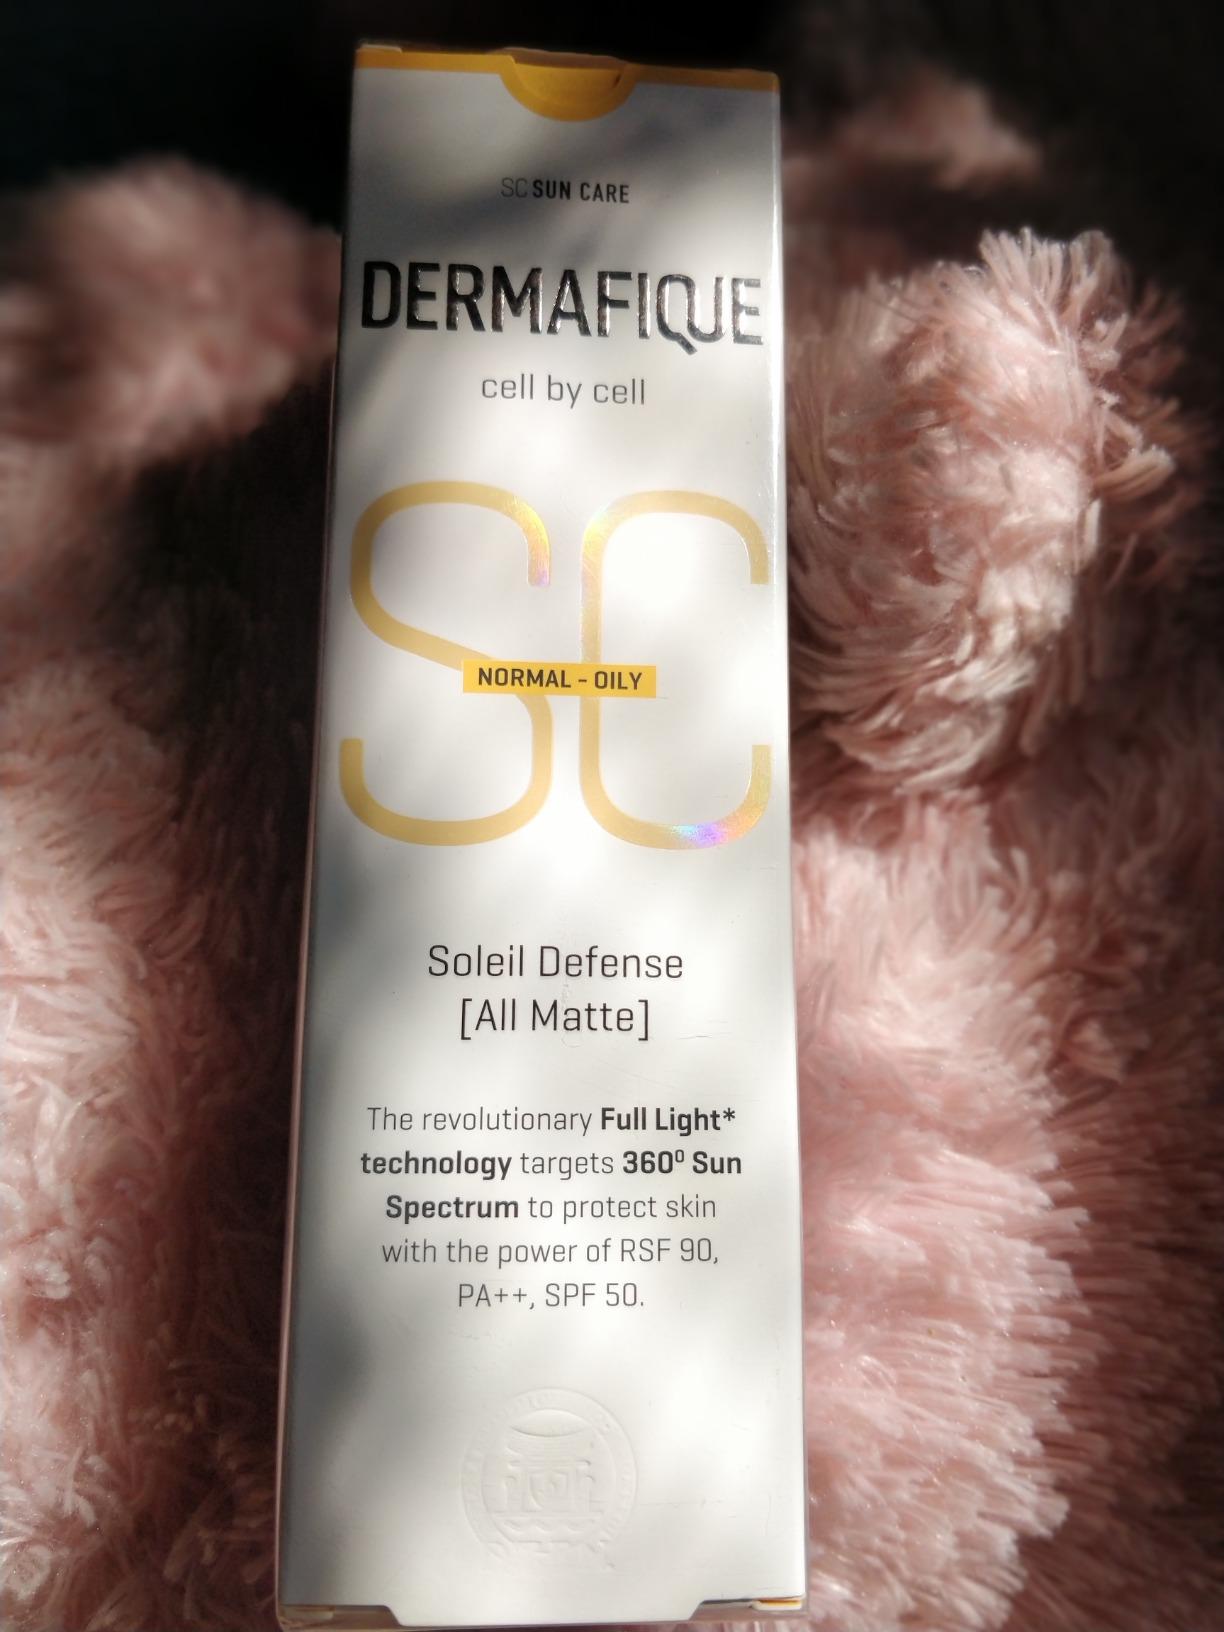 SC SUN CARE
DERMAFIQUE
cell by cell
SC
NORMAL - OILY
Soleil Defense
[All Matte]
The revolutionary Full Light*
technology targets 360⁰ Sun
Spectrum to protect skin
with the power of RSF 90,
PA++, SPF 50.